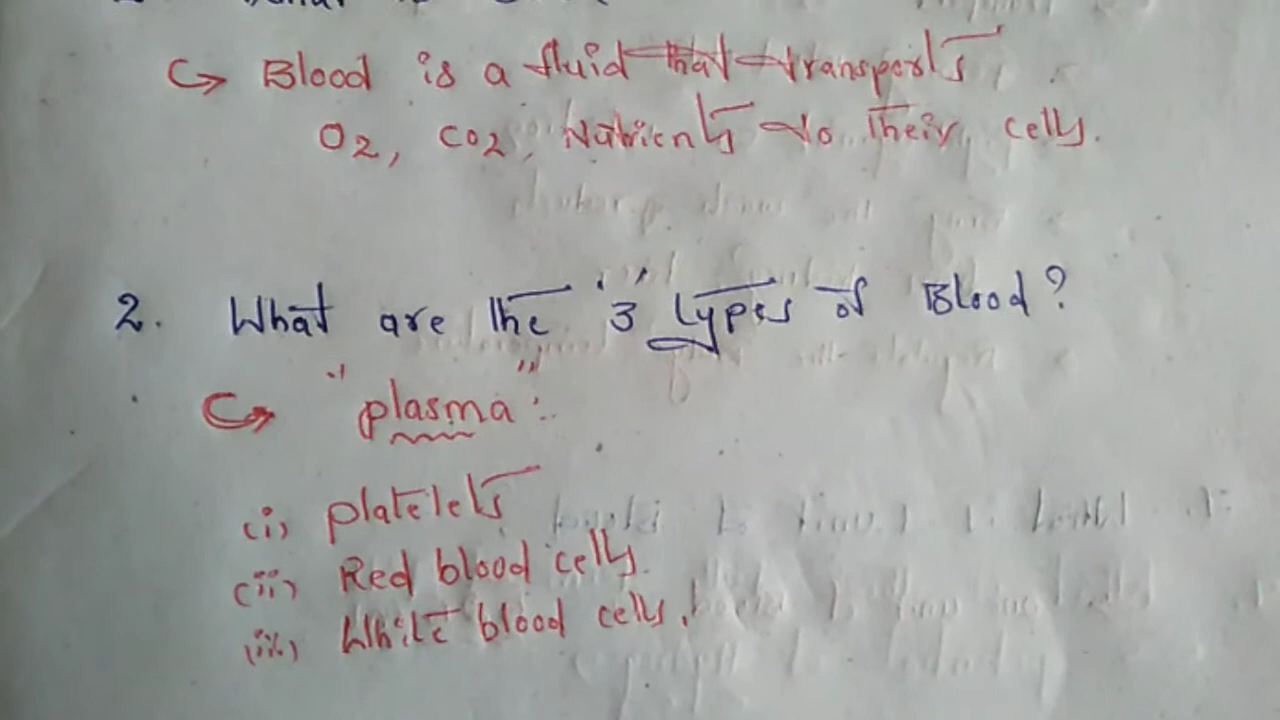 Blood is a fluid that transports
O2, CO2, Nutrients to their cells.
2. What are the "3" types of Blood?
"plasma":
(i) platelets
(ii) Red blood cells.
(iii) White blood cells.